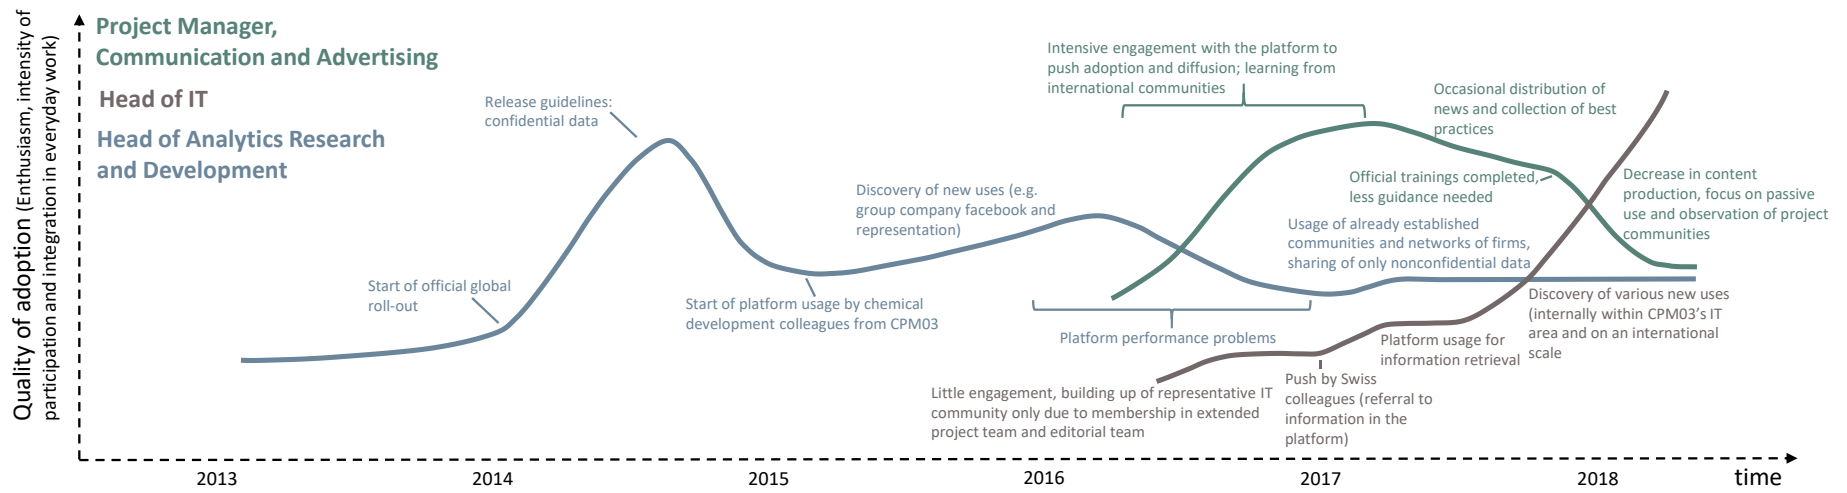 Quality of adoption (Enthusiasm, intensity of
participation and integration in everyday work)
Project Manager,
Communication and Advertising
Head of IT
Head of Analytics Research
and Development
Start of official global
roll-out
Release guidelines:
confidential data
Start of platform usage by chemical
development colleagues from CPM03
Discovery of new uses (e.g.
group company facebook and
representation)
Intensive engagement with the platform to
push adoption and diffusion; learning from
international communities
Occasional distribution of
news and collection of best
practices
Official trainings completed,
less guidance needed
Decrease in content
production, focus on passive
use and observation of project
communities
Usage of already established
communities and networks of firms,
sharing of only nonconfidential data
Platform performance problems
Little engagement, building up of representative IT
community only due to membership in extended
project team and editorial team
Push by Swiss
colleagues (referral to
information in the
platform)
Platform usage for
information retrieval
Discovery of various new uses
(internally within CPM03's IT
area and on an international
scale
2013 2014 2015 2016 2017 2018 time